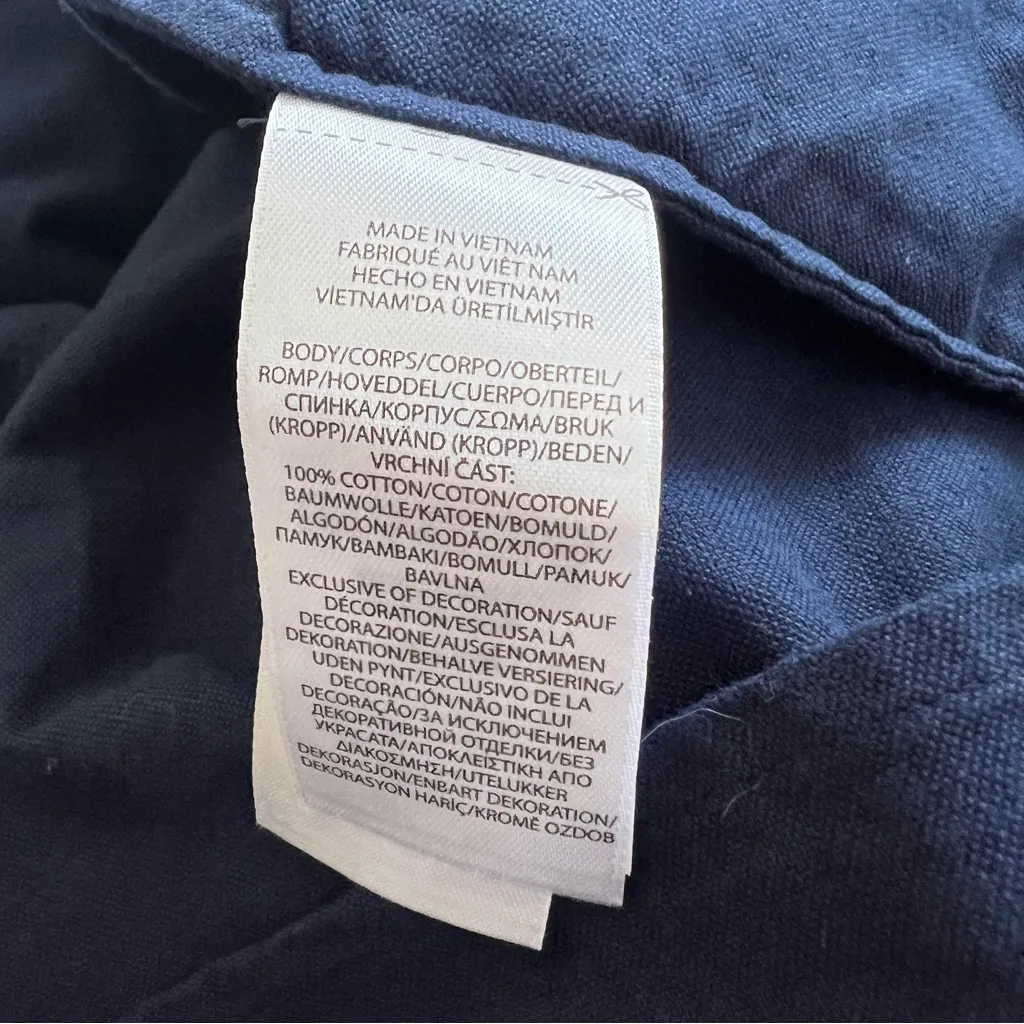 MADE IN VIETNAM
FABRIQUÉ AU VIÊT NAM
HECHO EN VIETNAM
VİETNAM'DA ÜRETİLMİŞTİR
BODY/CORPS/CORPO/OBERTEIL/
ROMP/HOVEDDEL/CUERPO/ПЕРЕД И
СПИНКА/КОРПУС/ΣΩΜΑ/BRUK
(KROPP)/ANVÄND (KROPP)/BEDEN/
VRCHNÍ ČÁST:
100% COTTON/COTON/COTONE/
BAUMWOLLE/KATOEN/BOMULD/
ALGODÓN/ALGODÃO/ХЛОПОК/
ПАМУК/ΒΑΜΒΑΚΙ/BOMULL/PAMUK/
BAVLNA
EXCLUSIVE OF DECORATION/SAUF
DÉCORATION/ESCLUSA LA
DECORAZIONE/AUSGENOMMEN
DEKORATION/BEHALVE VERSIERING/
UDEN PYNT/EXCLUSIVO DE LA
DECORACIÓN/NÃO INCLUI
DECORAÇÃO/ЗА ИСКЛЮЧЕНИЕМ
ДЕКОРАТИВНОЙ ОТДЕЛКИ/БЕЗ
УКРАСАТА/ΑΠΟΚΛΕΙΣΤΙΚΗ ΑΠΟ
ΔΙΑΚΟΣΜΗΣΗ/UTELUKKER
DEKORASJON/ENBART DEKORATION/
DEKORASYON HARİÇ/KROMĚ OZDOB